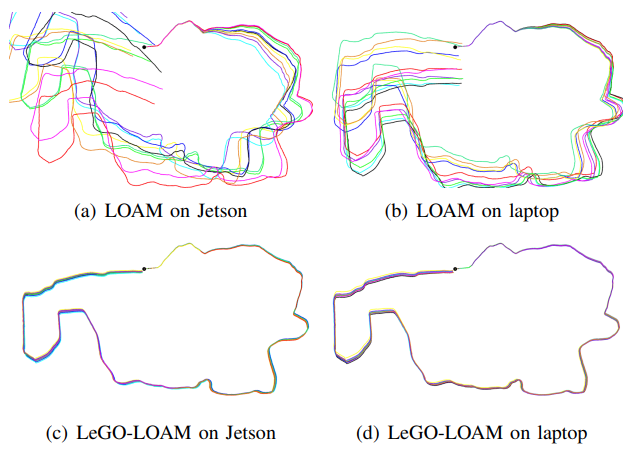 (a) LOAM on Jetson
(b) LOAM on laptop
(c) LeGO-LOAM on Jetson
(d) LeGO-LOAM on laptop